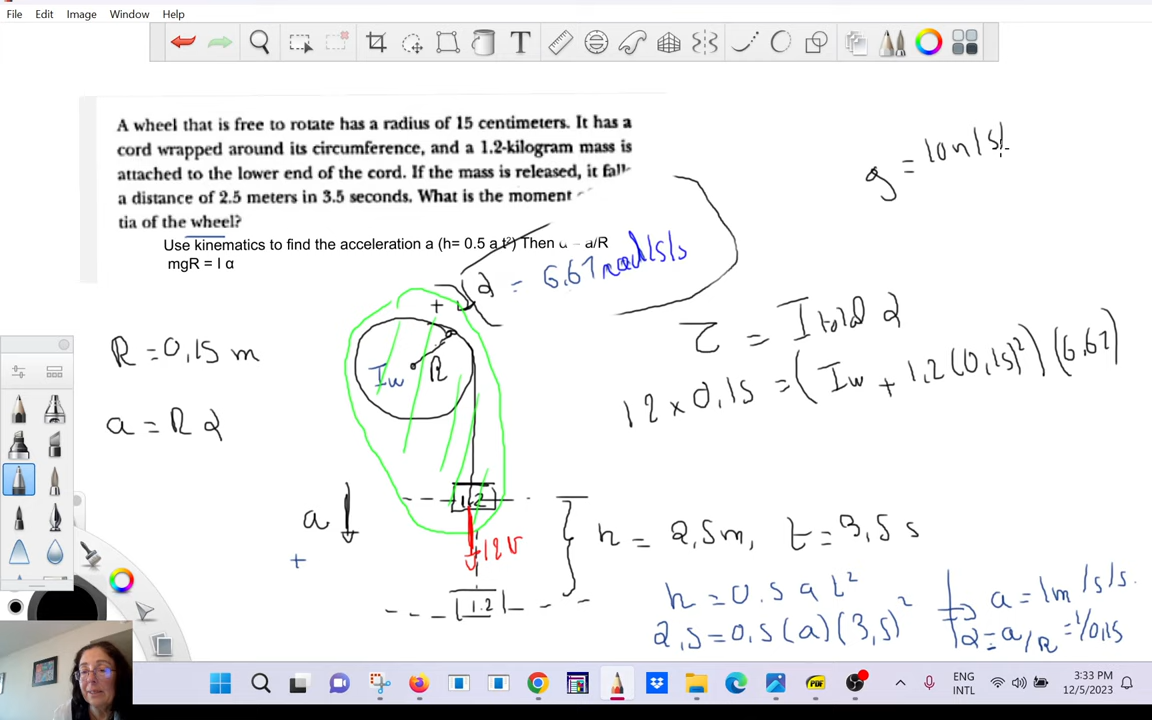 File Edit Image Window Help
A wheel that is free to rotate has a radius of 15 centimeters. It has a
cord wrapped around its circumference, and a 1.2-kilogram mass is
attached to the lower end of the cord. If the mass is released, it fall
a distance of 2.5 meters in 3.5 seconds. What is the moment
tia of the wheel?
Use kinematics to find the acceleration a (h= 0.5 a t²) Then a/R
mgR = I α
g = 10 m/s/
α = 6.67 rad/s/s
+
R = 0,15 m
a = R α
Iw R
τ = Itotal α
12 × 0.15 = (Iw + 1.2 (0,15)²) (6.67)
a
+
1.2
12 N
1.2
h = 2,5m, t = 3,5 s
h = 0.5 a t²
2,5 = 0,5 (a) (3,5)²
a = 1m/s/s.
α = a/R = 1/0,15
ENG
INTL
3:33 PM
12/5/2023